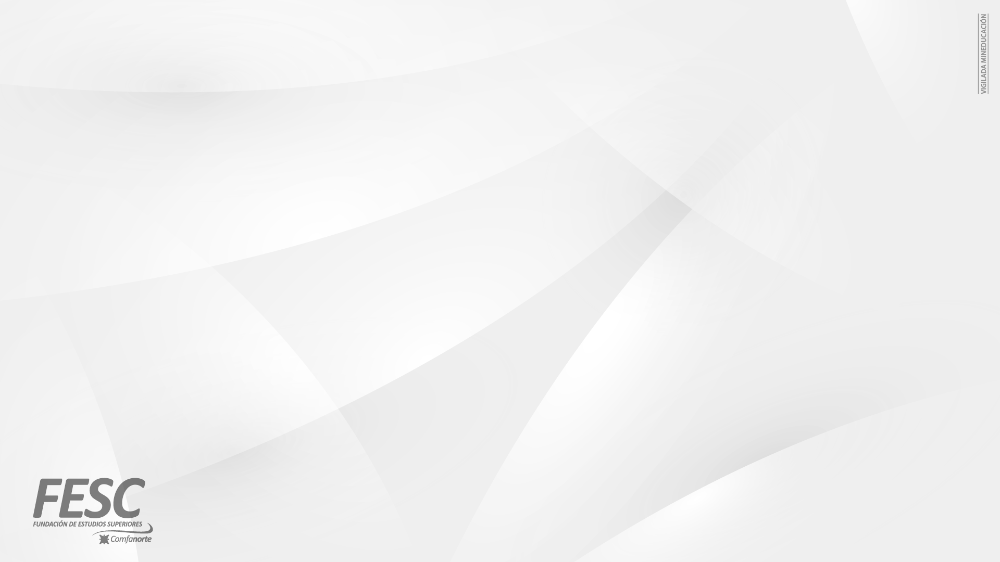 VIGILADA MINEDUCACIÓN
FESC
FUNDACIÓN DE ESTUDIOS SUPERIORES
Comfanorte